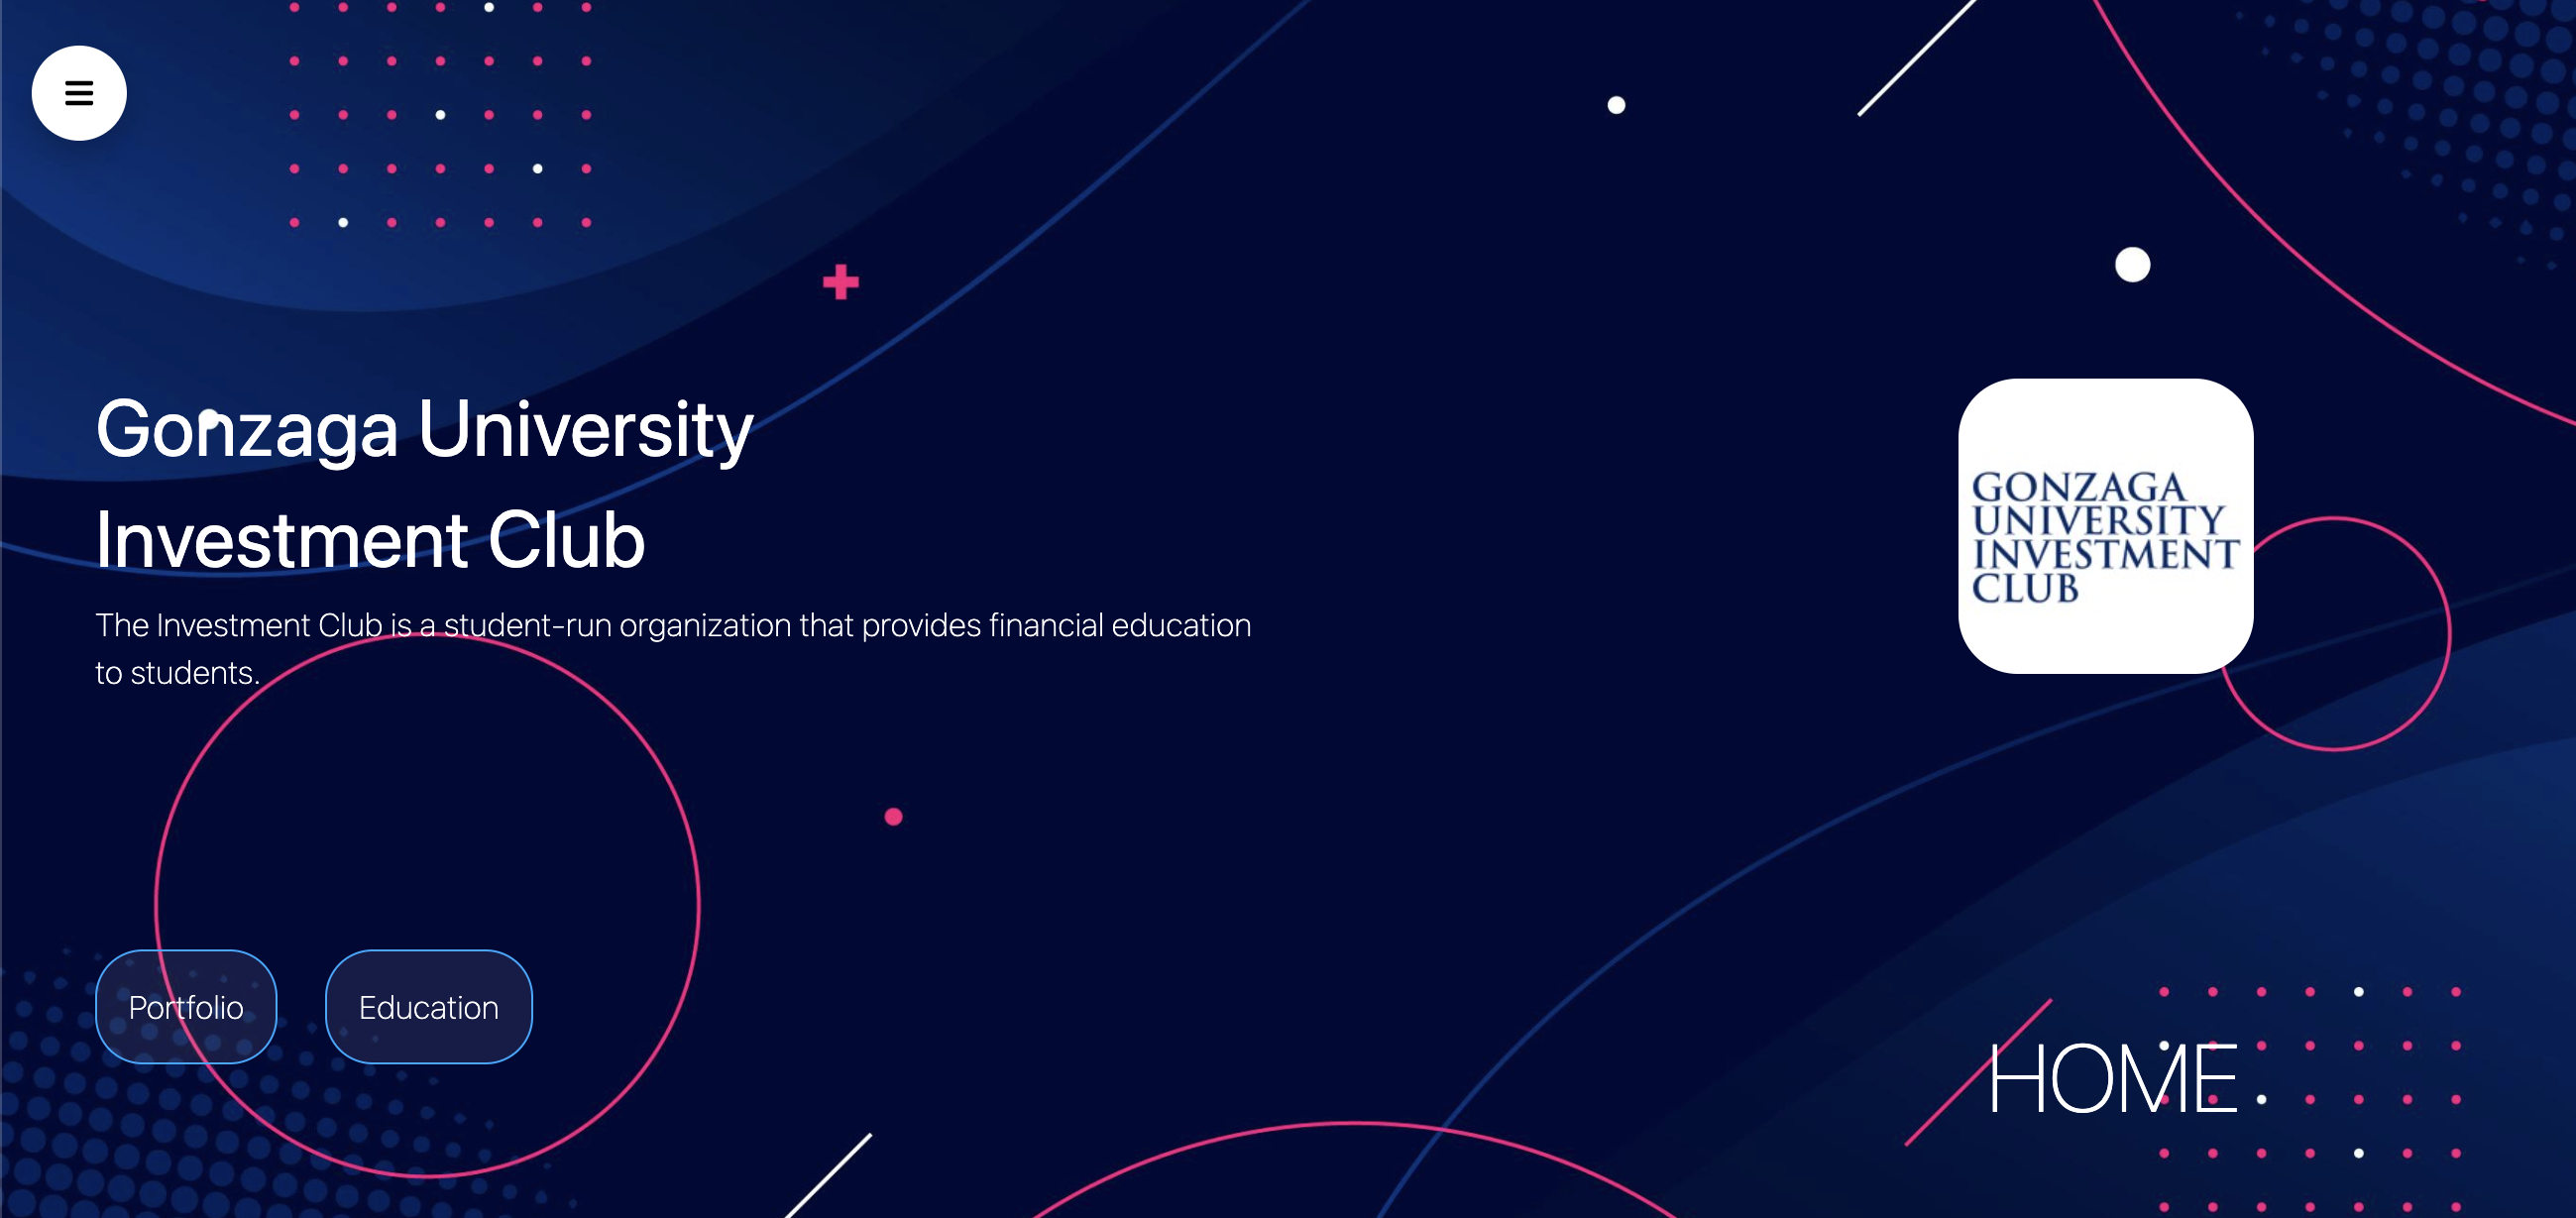 Gonzaga University
Investment Club
The Investment Club is a student-run organization that provides financial education
to students.
GONZAGA
UNIVERSITY
INVESTMENT
CLUB
Portfolio
Education
HOME